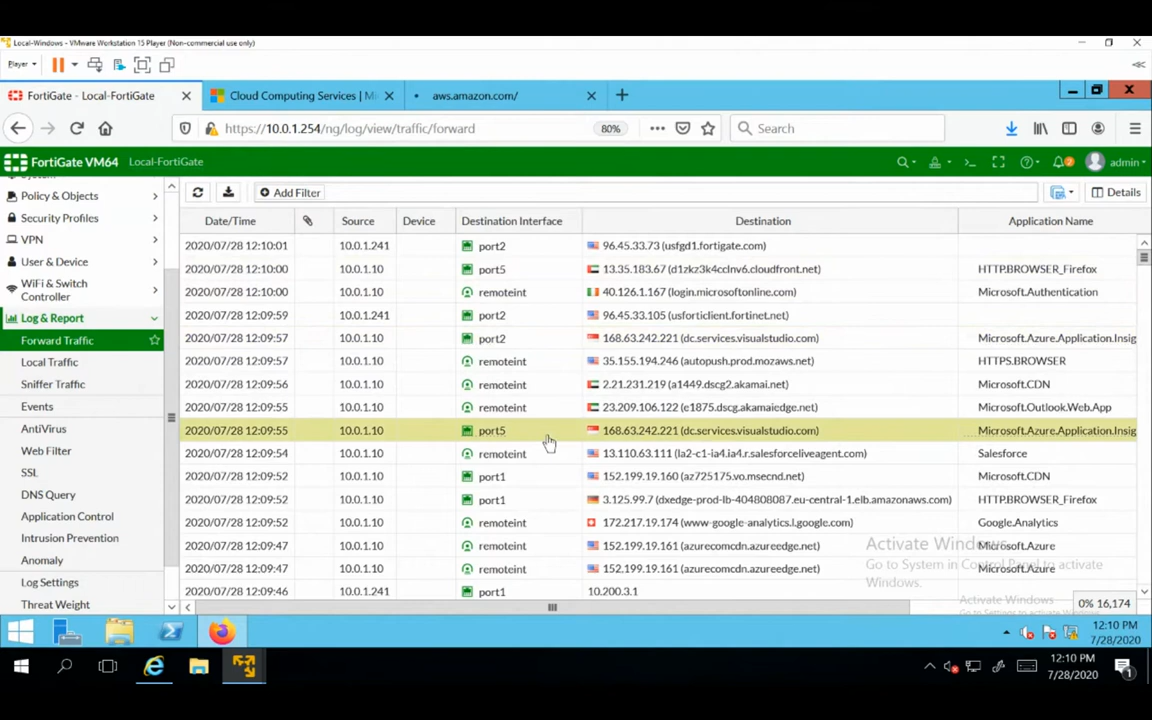 Local-Windows - VMware Workstation 15 Player (Non-commercial use only)
Player
FortiGate - Local-FortiGate
Cloud Computing Services | Mi
aws.amazon.com/
https://10.0.1.254/ng/log/view/traffic/forward
80%
Search
FortiGate VM64 Local-FortiGate
2
admin
Policy & Objects
Security Profiles
VPN
User & Device
WiFi & Switch
Controller
Log & Report
Forward Traffic
Local Traffic
Sniffer Traffic
Events
AntiVirus
Web Filter
SSL
DNS Query
Application Control
Intrusion Prevention
Anomaly
Log Settings
Threat Weight
Add Filter
Details
Date/Time Source Device Destination Interface Destination Application Name
2020/07/28 12:10:01 10.0.1.241 port2 96.45.33.73 (usfgd1.fortigate.com)
2020/07/28 12:10:00 10.0.1.10 port5 13.35.183.67 (d1zkz3k4cclnv6.cloudfront.net) HTTP.BROWSER_Firefox
2020/07/28 12:10:00 10.0.1.10 remoteint 40.126.1.167 (login.microsoftonline.com) Microsoft.Authentication
2020/07/28 12:09:59 10.0.1.241 port2 96.45.33.105 (usforticlient.fortinet.com)
2020/07/28 12:09:57 10.0.1.10 port2 168.63.242.221 (dc.services.visualstudio.com) Microsoft.Azure.Application.Insig
2020/07/28 12:09:57 10.0.1.10 remoteint 35.155.194.246 (autopush.prod.mozaws.net) HTTPS.BROWSER
2020/07/28 12:09:56 10.0.1.10 remoteint 2.21.231.219 (a1449.dscg2.akamai.net) Microsoft.CDN
2020/07/28 12:09:55 10.0.1.10 remoteint 23.209.106.122 (e1875.dscg.akamaiedge.net) Microsoft.Outlook.Web.App
2020/07/28 12:09:55 10.0.1.10 port5 168.63.242.221 (dc.services.visualstudio.com) Microsoft.Azure.Application.Insig
2020/07/28 12:09:54 10.0.1.10 remoteint 13.110.63.111 (la2-c1-ia4.ia4.r.salesforceliveagent.com) Salesforce
2020/07/28 12:09:52 10.0.1.10 port1 152.199.19.160 (az725175.vo.msecnd.net) Microsoft.CDN
2020/07/28 12:09:52 10.0.1.10 port1 3.125.99.7 (dxedge-prod-lb-404808087.eu-central-1.elb.amazonaws.com) HTTP.BROWSER_Firefox
2020/07/28 12:09:52 10.0.1.10 remoteint 172.217.19.174 (www-google-analytics.l.google.com) Google.Analytics
2020/07/28 12:09:47 10.0.1.10 remoteint 152.199.19.161 (azurecomcdn.azureedge.net) Microsoft.Azure
2020/07/28 12:09:47 10.0.1.10 remoteint 152.199.19.161 (azurecomcdn.azureedge.net) Microsoft.Azure
2020/07/28 12:09:46 10.0.1.241 port1 10.200.3.1
Activate Windows
Go to System in Control Panel to activate
Windows.
Activate Windows
Go to Settings to activate Windows.
0% 16,174
12:10 PM
7/28/2020
12:10 PM
7/28/2020
1